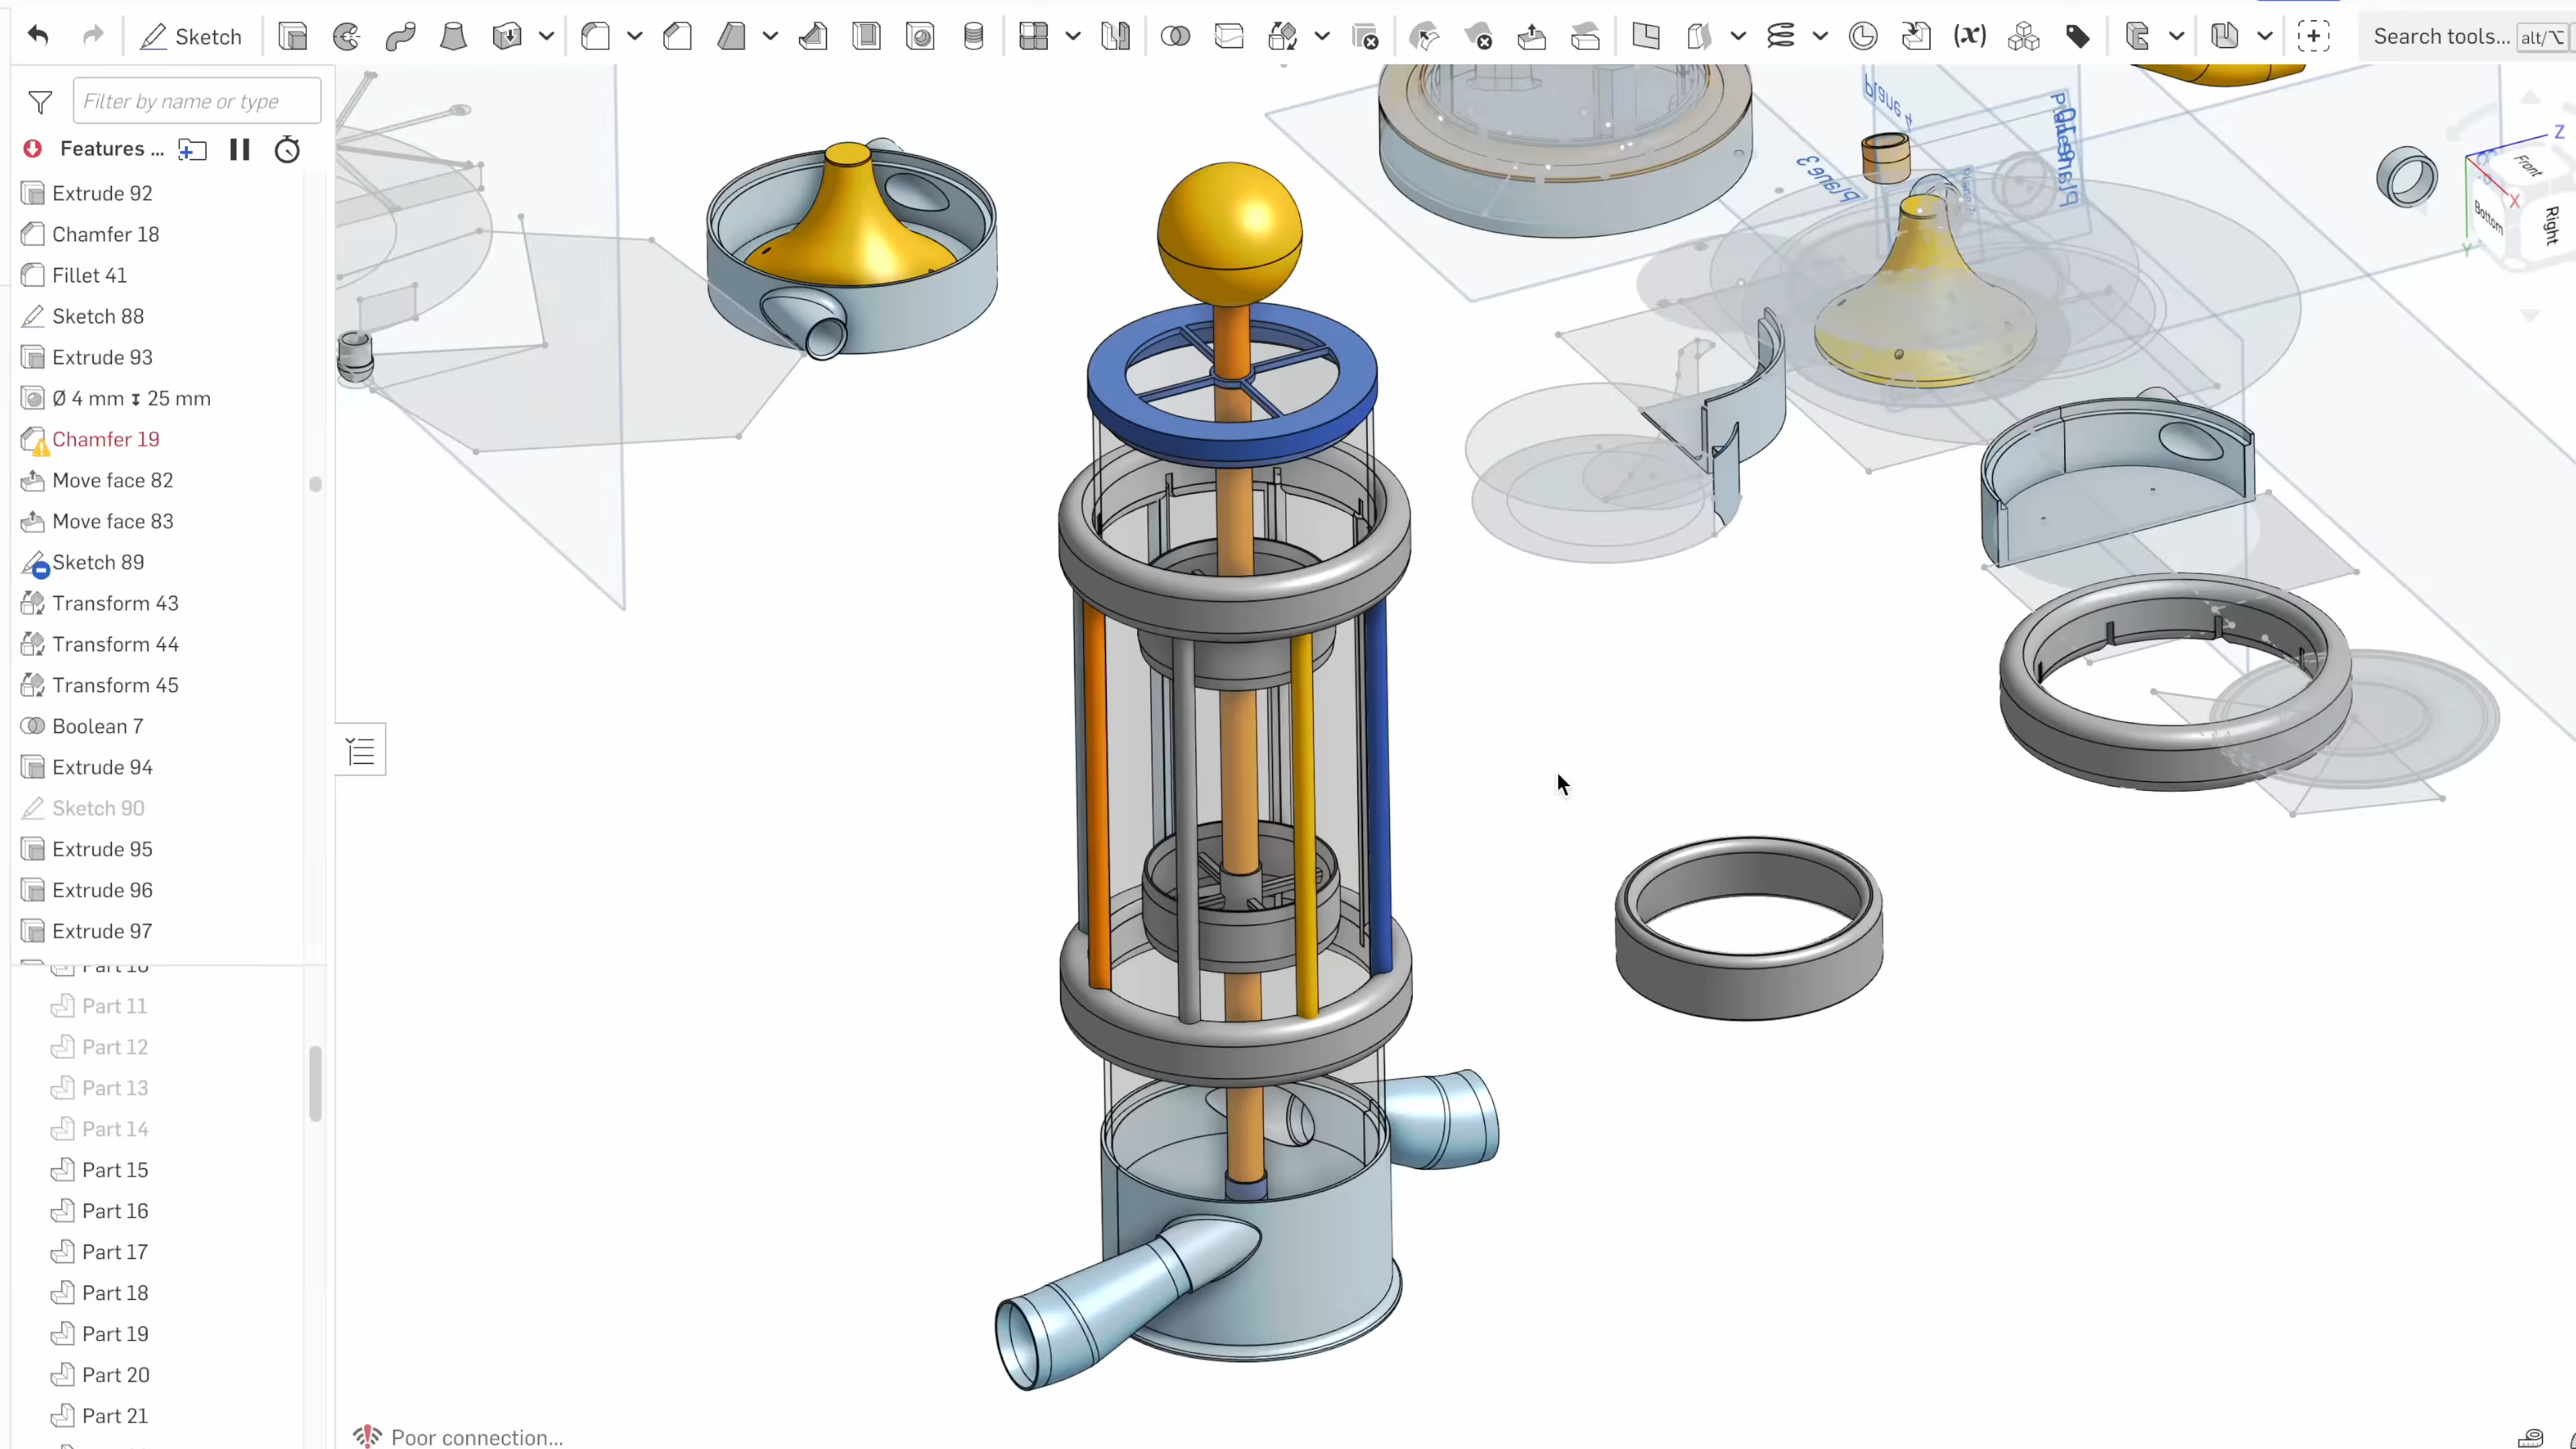 Sketch
Search tools... alt/⌥
Filter by name or type
Features ...
Extrude 92
Chamfer 18
Fillet 41
Sketch 88
Extrude 93
Ø 4 mm ↧ 25 mm
Chamfer 19
Move face 82
Move face 83
Sketch 89
Transform 43
Transform 44
Transform 45
Boolean 7
Extrude 94
Sketch 90
Extrude 95
Extrude 96
Extrude 97
Part 11
Part 12
Part 13
Part 14
Part 15
Part 16
Part 17
Part 18
Part 19
Part 20
Part 21
Plane 4
Plane 3
Plane 7
Z
Front
X
Bottom
Right
Y
(x)
Poor connection...